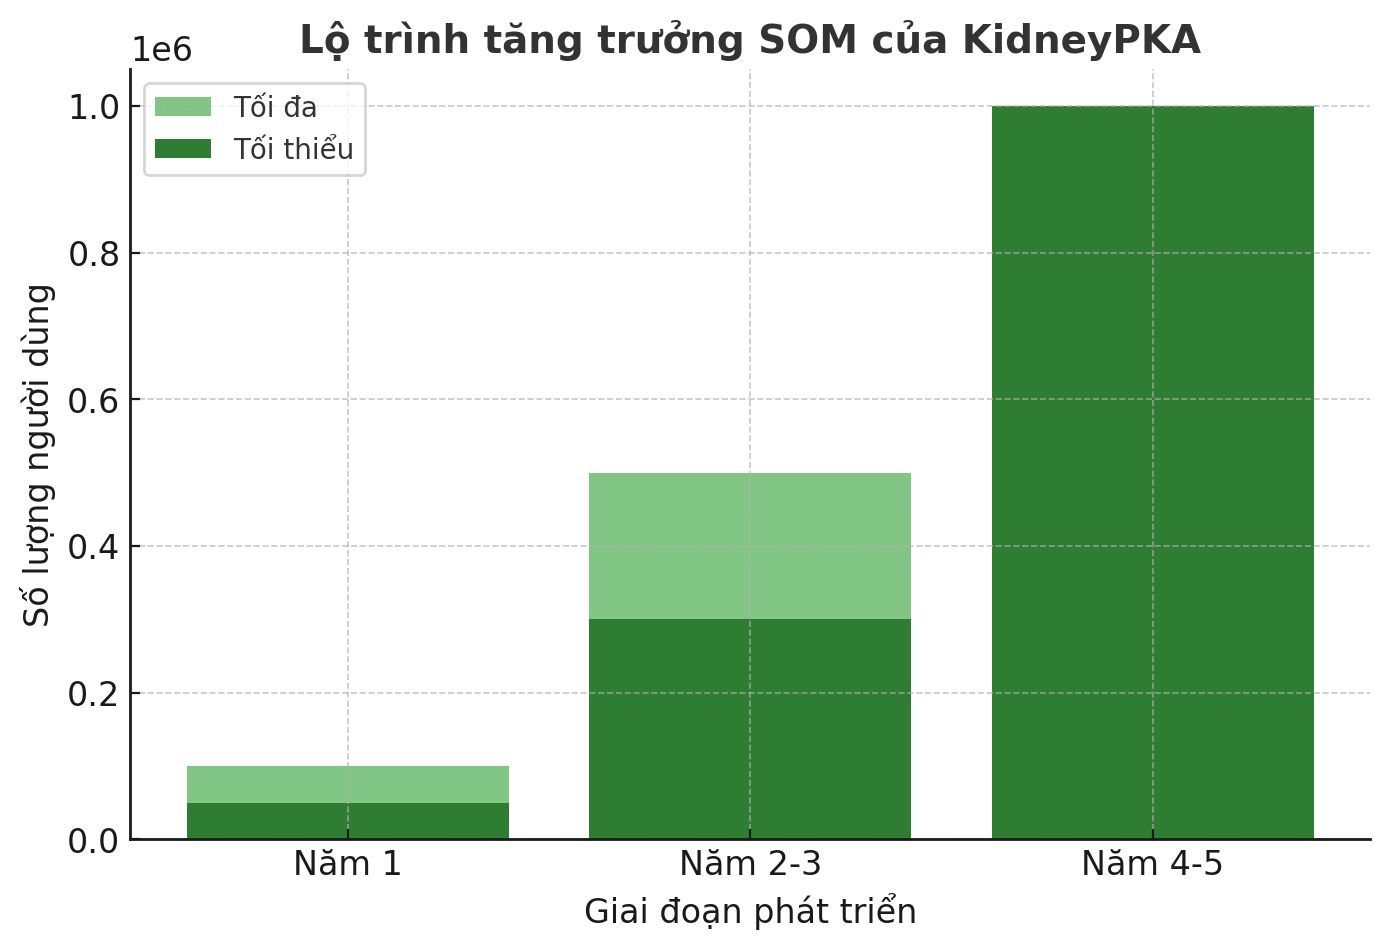 Lộ trình tăng trưởng SOM của KidneyPKA
1e6
Tối đa
Tối thiểu
1.0
0.8
0.6
0.4
0.2
0.0
Số lượng người dùng
Năm 1
Năm 2-3
Năm 4-5
Giai đoạn phát triển